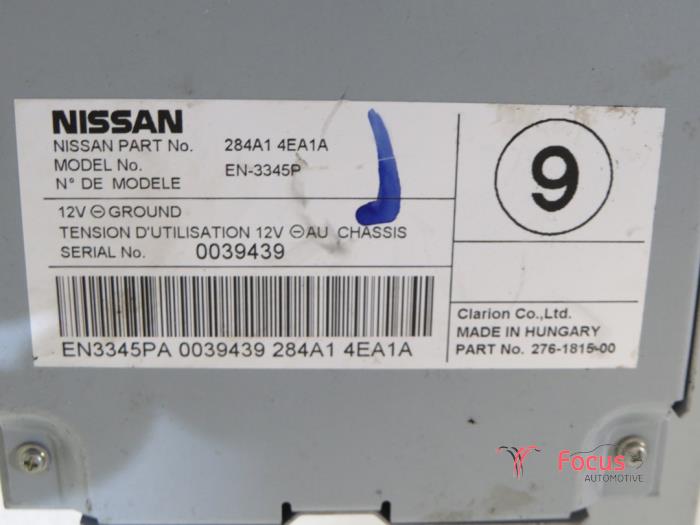 NISSAN
NISSAN PART No. 284A1 4EA1A
MODEL No. EN-3345P
N° DE MODELE
12V ⊖ GROUND
TENSION D'UTILISATION 12V ⊖ AU CHASSIS
SERIAL No. 0039439
EN3345PA 0039439 284A1 4EA1A
9
Clarion Co.,Ltd.
MADE IN HUNGARY
PART No. 276-1815-00
Focus
AUTOMOTIVE